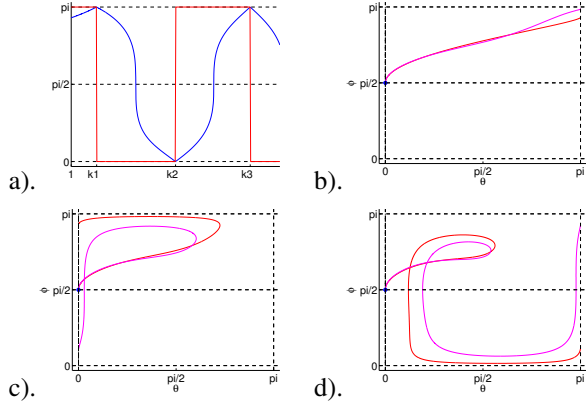 pi
pi/2
0
1 k1 k2 k3
a).
pi
φ pi/2
0
0 pi/2 pi
θ
b).
pi
φ pi/2
0
0 pi/2 pi
θ
c).
pi
φ pi/2
0
0 pi/2 pi
θ
d).